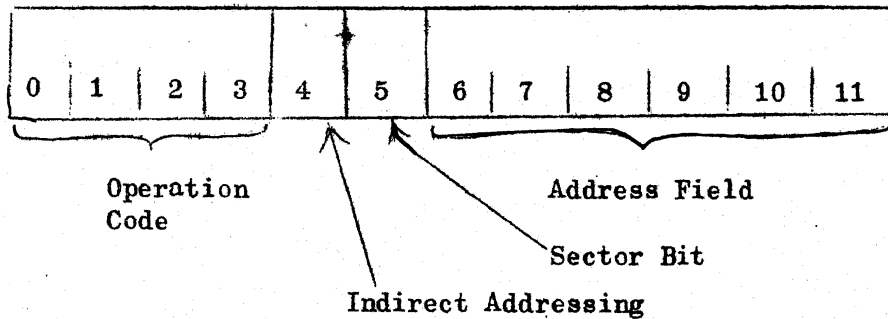 0 1 2 3 4 5 6 7 8 9 10 11
Operation
Code
Address Field
Sector Bit
Indirect Addressing